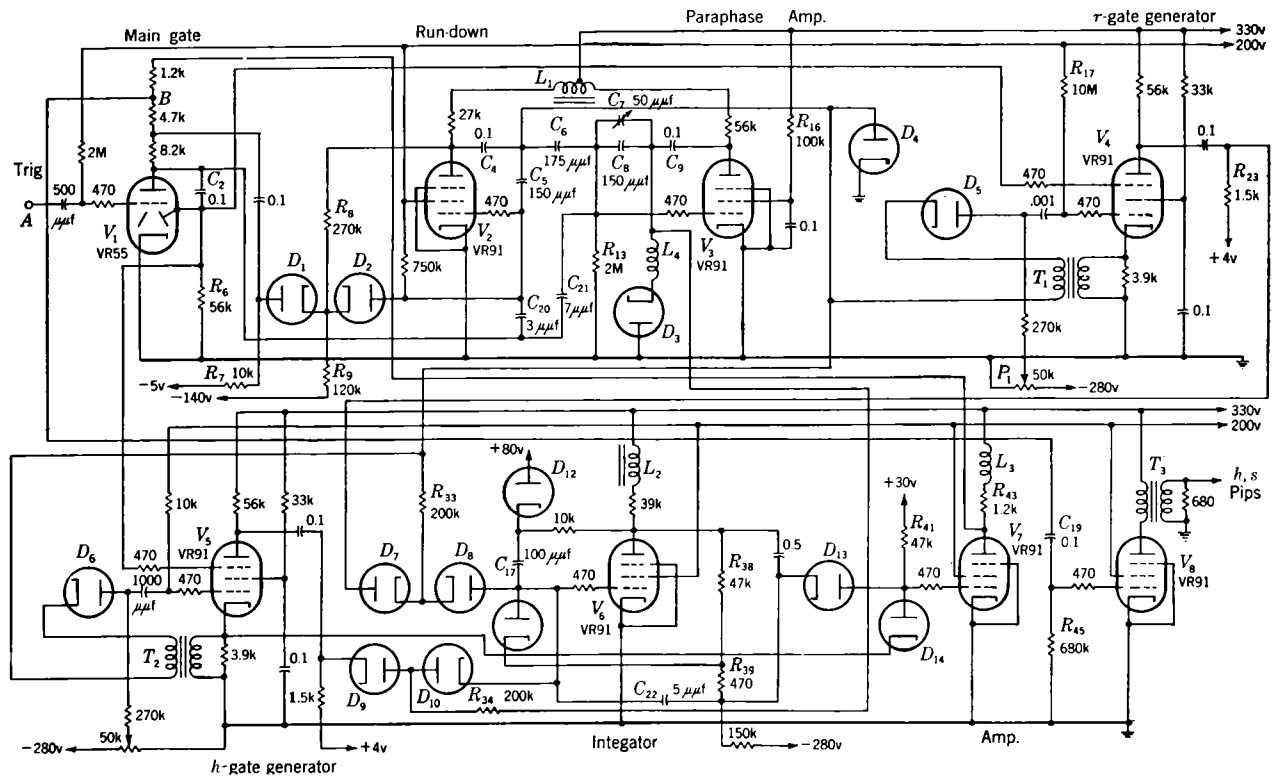 Main gate
Run-down
Paraphase Amp.
r-gate generator
330v
200v
1.2k
B
4.7k
8.2k
2M
Trig
A
500
μμf
470
V1
VR55
C2
0.1
0.1
R6
56k
R7 10k
-5v
-140v
D1
D2
R8
270k
R9
120k
27k
L1
0.1
C4
C6
175 μμf
C5
150 μμf
C7 50 μμf
C8
150 μμf
0.1
C9
470
V2
VR91
750k
C20
3 μμf
C21
7 μμf
R13
2M
470
L4
D3
V3
VR91
56k
R16
100k
0.1
D4
D5
R17
10M
56k
33k
V4
VR91
470
.001
470
T1
3.9k
0.1
0.1
R23
1.5k
+4v
270k
P1
50k
-280v
330v
200v
10k
56k
33k
0.1
V5
VR91
D6
470
1000
μμf
470
T2
3.9k
0.1
1.5k
270k
50k
-280v
+4v
h-gate generator
R33
200k
D7
D8
D9
D10
R34 200k
+80v
D12
10k
C17
100 μμf
470
L2
39k
V6
VR91
R38
47k
R39
470
C22 5 μμf
150k
-280v
Integator
0.5
D13
+30v
R41
47k
D14
470
L3
R43
1.2k
V7
VR91
Amp.
C19
0.1
470
R45
680k
V8
VR91
T3
680
h, s
Pips